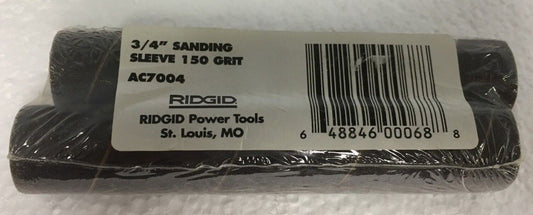 3/4" SANDING
SLEEVE 150 GRIT
AC7004
RIDGID
RIDGID Power Tools
St. Louis, MO
6 48846 00068 8